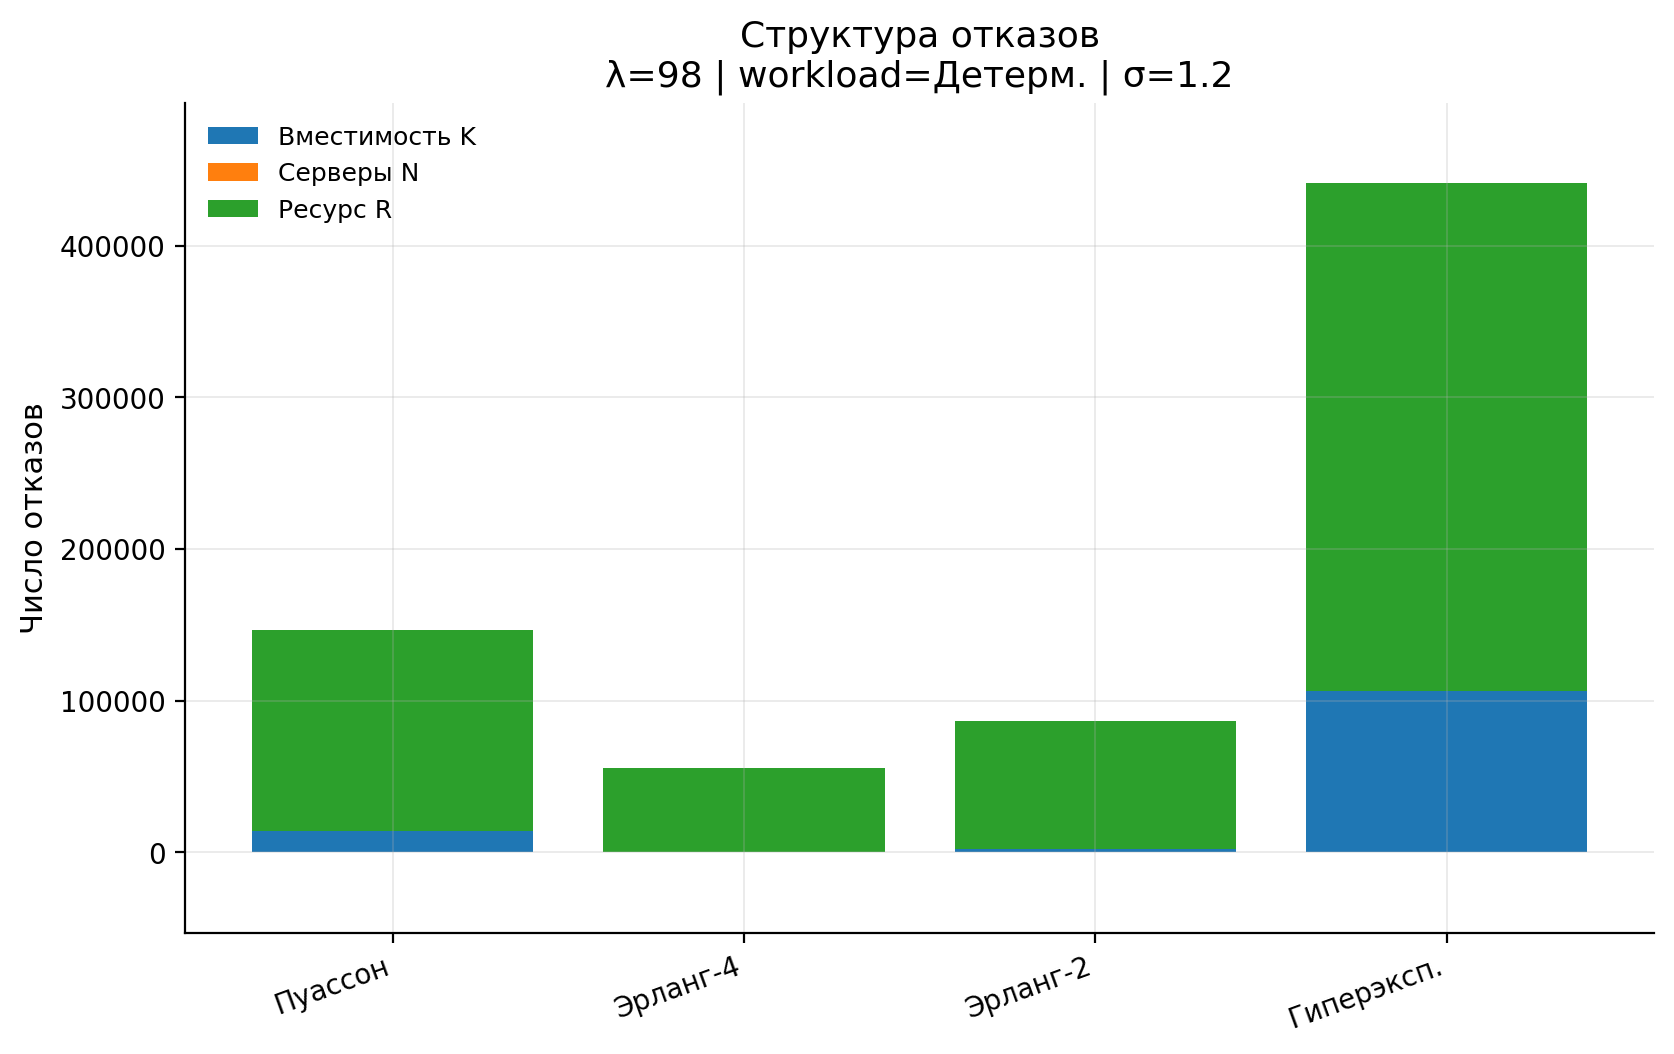 Структура отказов
λ=98 | workload=Детерм. | σ=1.2
Вместимость K
Серверы N
Ресурс R
Число отказов
400000
300000
200000
100000
0
Пуассон
Эрланг-4
Эрланг-2
Гиперэксп.